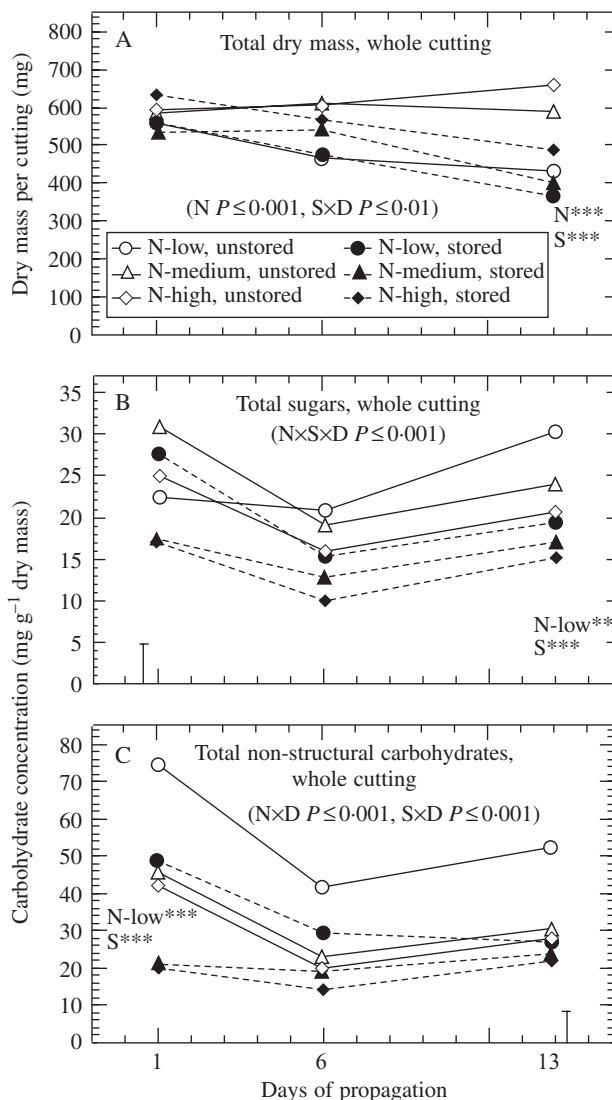 A
Total dry mass, whole cutting
Dry mass per cutting (mg)
800
700
600
500
400
300
200
100
0
(N P ≤ 0·001, S×D P ≤ 0·01)
N***
S***
N-low, unstored
N-low, stored
N-medium, unstored
N-medium, stored
N-high, unstored
N-high, stored
B
Total sugars, whole cutting
(N×S×D P ≤ 0·001)
35
30
25
20
15
10
5
0
N-low**
S***
Carbohydrate concentration (mg g–1 dry mass)
C
Total non-structural carbohydrates,
whole cutting
(N×D P ≤ 0·001, S×D P ≤ 0·001)
80
70
60
50
40
30
20
10
0
N-low***
S***
1
6
13
Days of propagation